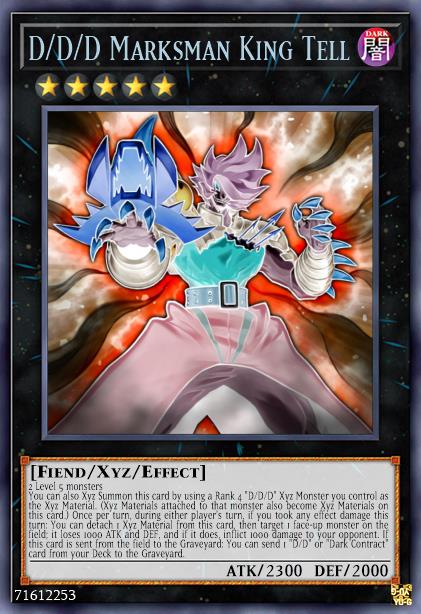 D/D/D Marksman King Tell
DARK
闇
[Fiend/Xyz/Effect]
2 Level 5 monsters
You can also Xyz Summon this card by using a Rank 4 "D/D/D" Xyz Monster you control as
the Xyz Material. (Xyz Materials attached to that monster also become Xyz Materials on
this card.) Once per turn, during either player's turn, if you took any effect damage this
turn: You can detach 1 Xyz Material from this card, then target 1 face-up monster on the
field; it loses 1000 ATK and DEF, and if it does, inflict 1000 damage to your opponent. If
this card is sent from the field to the Graveyard: You can send 1 "D/D" or "Dark Contract"
card from your Deck to the Graveyard.
ATK/2300 DEF/2000
71612253